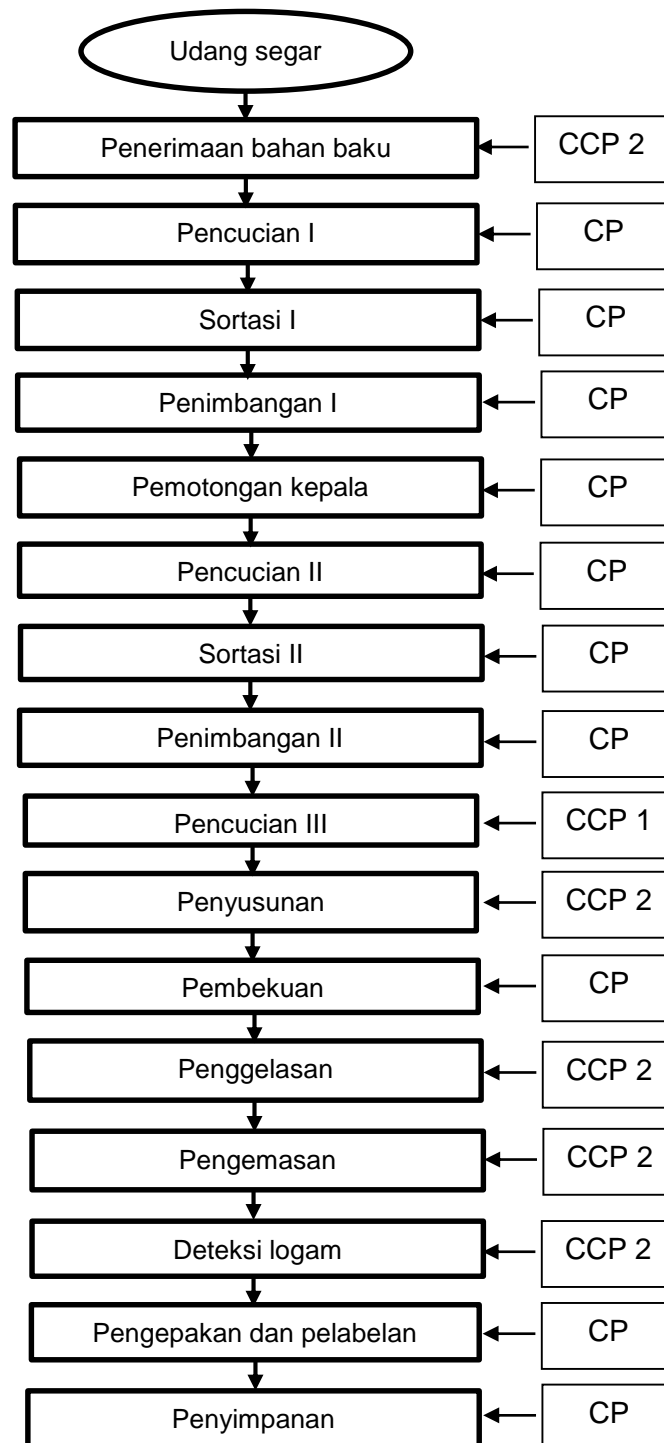 Udang segar
Penerimaan bahan baku
CCP 2
Pencucian I
CP
Sortasi I
CP
Penimbangan I
CP
Pemotongan kepala
CP
Pencucian II
CP
Sortasi II
CP
Penimbangan II
CP
Pencucian III
CCP 1
Penyusunan
CCP 2
Pembekuan
CP
Penggelasan
CCP 2
Pengemasan
CCP 2
Deteksi logam
CCP 2
Pengepakan dan pelabelan
CP
Penyimpanan
CP